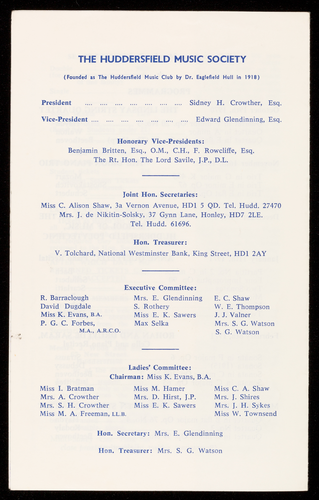 THE HUDDERSFIELD MUSIC SOCIETY
(Founded as The Huddersfield Music Club by Dr. Eaglefield Hull in 1918)
President .... .... .... .... .... .... .... Sidney H. Crowther, Esq.
Vice-President .... .... .... .... .... .... .... Edward Glendinning, Esq.
Honorary Vice-Presidents:
Benjamin Britten, Esq., O.M., C.H., F. Rowcliffe, Esq.
The Rt. Hon. The Lord Savile, J.P., D.L.
Joint Hon. Secretaries:
Miss C. Alison Shaw, 3a Vernon Avenue, HD1 5 QD. Tel. Hudd. 27470
Mrs. J. de Nikitin-Solsky, 37 Gynn Lane, Honley, HD7 2LE.
Tel. Hudd. 61696.
Hon. Treasurer:
V. Tolchard, National Westminster Bank, King Street, HD1 2AY
Executive Committee:
R. Barraclough Mrs. E. Glendinning E. C. Shaw
David Dugdale S. Rothery W. E. Thompson
Miss K. Evans, B.A. Miss E. K. Sawers J. J. Valner
P. G. C. Forbes, Max Selka Mrs. S. G. Watson
M.A., A.R.C.O. S. G. Watson
Ladies' Committee:
Chairman: Miss K. Evans, B.A.
Miss I. Bratman Miss M. Hamer Miss C. A. Shaw
Mrs. A. Crowther Mrs. D. Hirst, J.P. Mrs. J. Shires
Mrs. S. H. Crowther Miss E. K. Sawers Mrs. J. H. Sykes
Miss M. A. Freeman, LL.B. Miss W. Townsend
Hon. Secretary: Mrs. E. Glendinning
Hon. Treasurer: Mrs. S. G. Watson